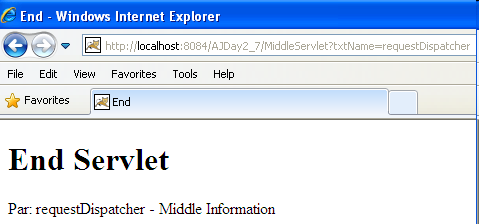 End - Windows Internet Explorer
http://localhost:8084/AJDay2_7/MiddleServlet?txtName=requestDispatcher
File Edit View Favorites Tools Help
Favorites End
End Servlet
Par: requestDispatcher - Middle Information